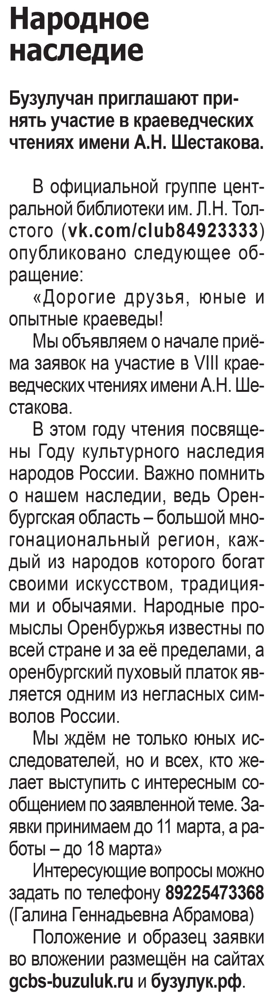 Народное
наследие
Бузулучан приглашают при-
нять участие в краеведческих
чтениях имени А.Н. Шестакова.
В официальной группе цент-
ральной библиотеки им. Л.Н. Тол-
стого (vk.com/club84923333)
опубликовано следующее об-
ращение:
«Дорогие друзья, юные и
опытные краеведы!
Мы объявляем о начале приё-
ма заявок на участие в VIII крае-
ведческих чтениях имени А.Н. Ше-
стакова.
В этом году чтения посвяще-
ны Году культурного наследия
народов России. Важно помнить
о нашем наследии, ведь Орен-
бургская область – большой мно-
гонациональный регион, каж-
дый из народов которого богат
своими искусством, традиция-
ми и обычаями. Народные про-
мыслы Оренбуржья известны по
всей стране и за её пределами, а
оренбургский пуховый платок яв-
ляется одним из негласных сим-
волов России.
Мы ждём не только юных ис-
следователей, но и всех, кто же-
лает выступить с интересным со-
общением по заявленной теме. За-
явки принимаем до 11 марта, а ра-
боты – до 18 марта»
Интересующие вопросы можно
задать по телефону 89225473368
(Галина Геннадьевна Абрамова)
Положение и образец заявки
во вложении размещён на сайтах
gcbs-buzuluk.ru и бузулук.рф.